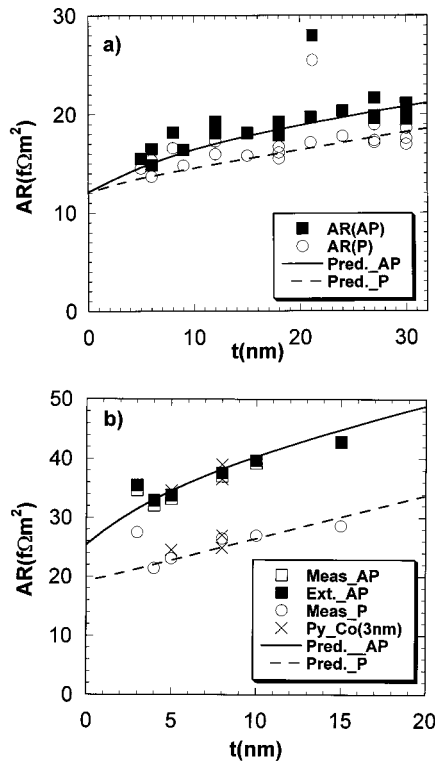 30
a)
20
10
0
AR(fΩm²)
AR(AP)
AR(P)
Pred._AP
Pred._P
0 10 20 30
t(nm)
50
b)
40
30
20
10
0
AR(fΩm²)
Meas_AP
Ext._AP
Meas_P
Py_Co(3nm)
Pred.__AP
Pred._P
0 5 10 15 20
t(nm)